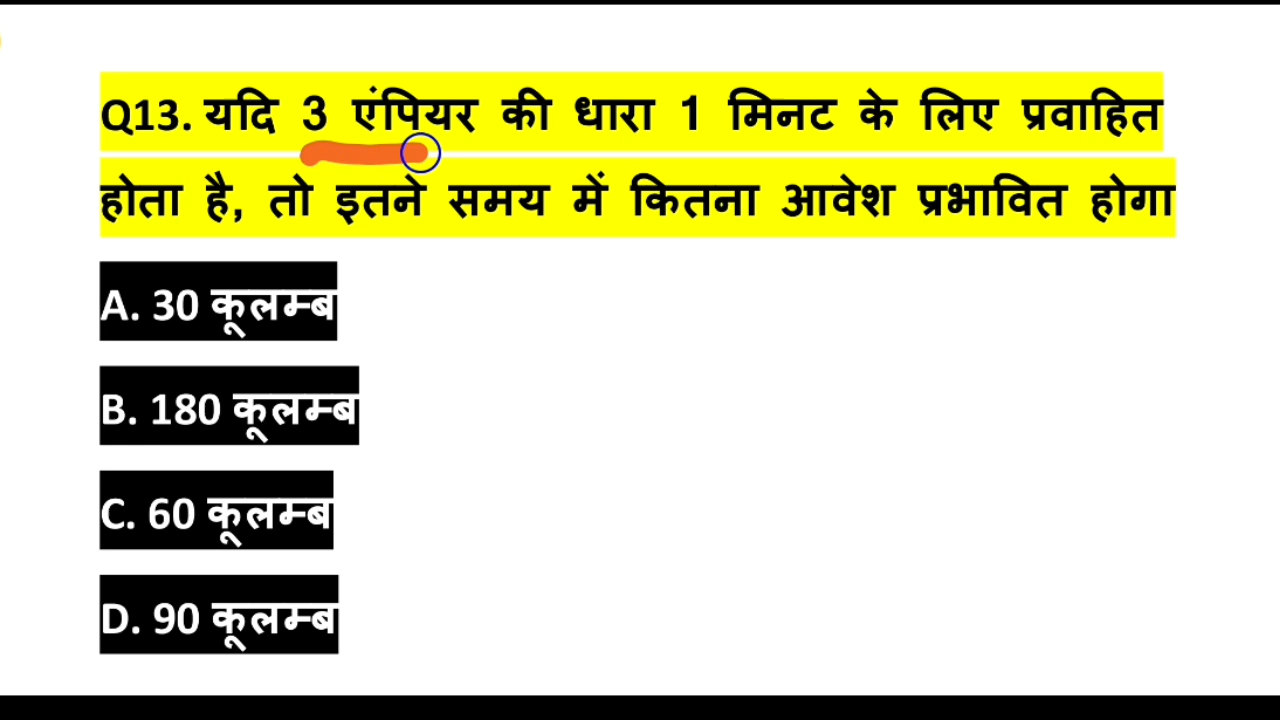 Q13. यदि 3 एंपियर की धारा 1 मिनट के लिए प्रवाहित
होता है, तो इतने समय में कितना आवेश प्रभावित होगा
A. 30 कूलम्ब
B. 180 कूलम्ब
C. 60 कूलम्ब
D. 90 कूलम्ब